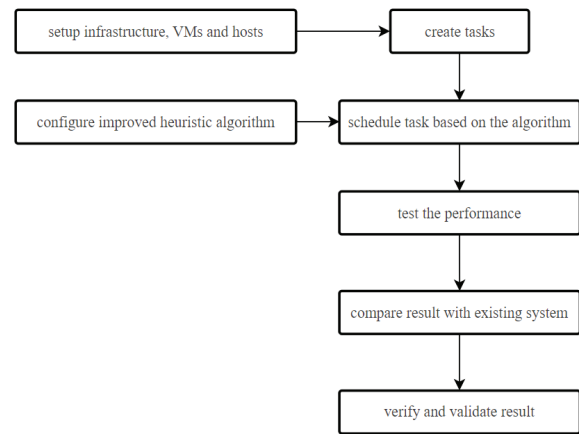 setup infrastructure, VMs and hosts
create tasks
configure improved heuristic algorithm
schedule task based on the algorithm
test the performance
compare result with existing system
verify and validate result